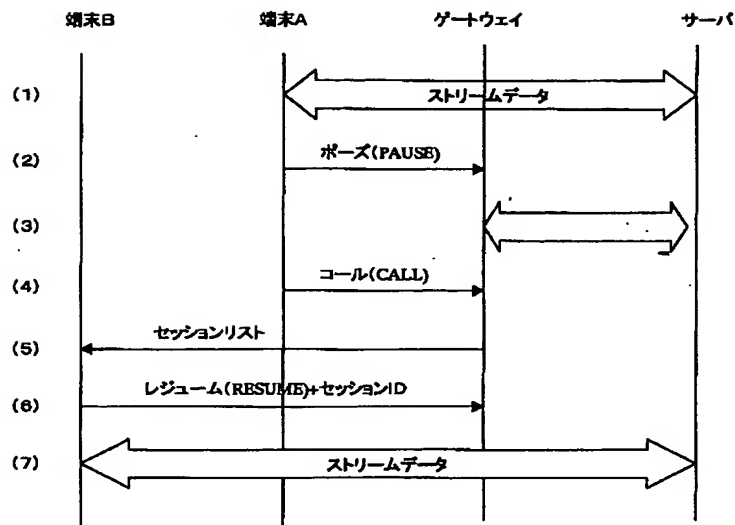 端末B 端末A ゲートウェイ サーバ
(1) ストリームデータ
(2) ポーズ(PAUSE)
(3)
(4) コール(CALL)
(5) セッションリスト
(6) レジューム(RESUME)+セッションID
(7) ストリームデータ